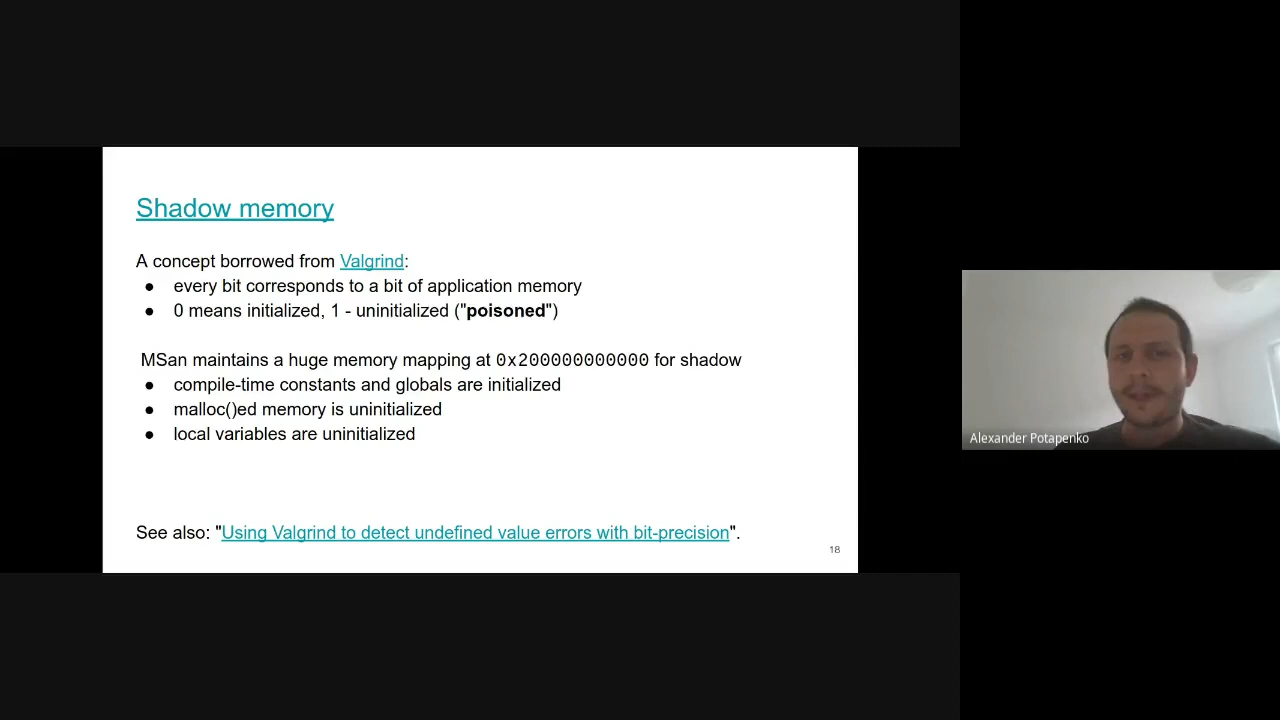 Shadow memory
A concept borrowed from Valgrind:
● every bit corresponds to a bit of application memory
● 0 means initialized, 1 - uninitialized ("poisoned")
MSan maintains a huge memory mapping at 0x200000000000 for shadow
● compile-time constants and globals are initialized
● malloc()ed memory is uninitialized
● local variables are uninitialized
See also: "Using Valgrind to detect undefined value errors with bit-precision".
18
Alexander Potapenko